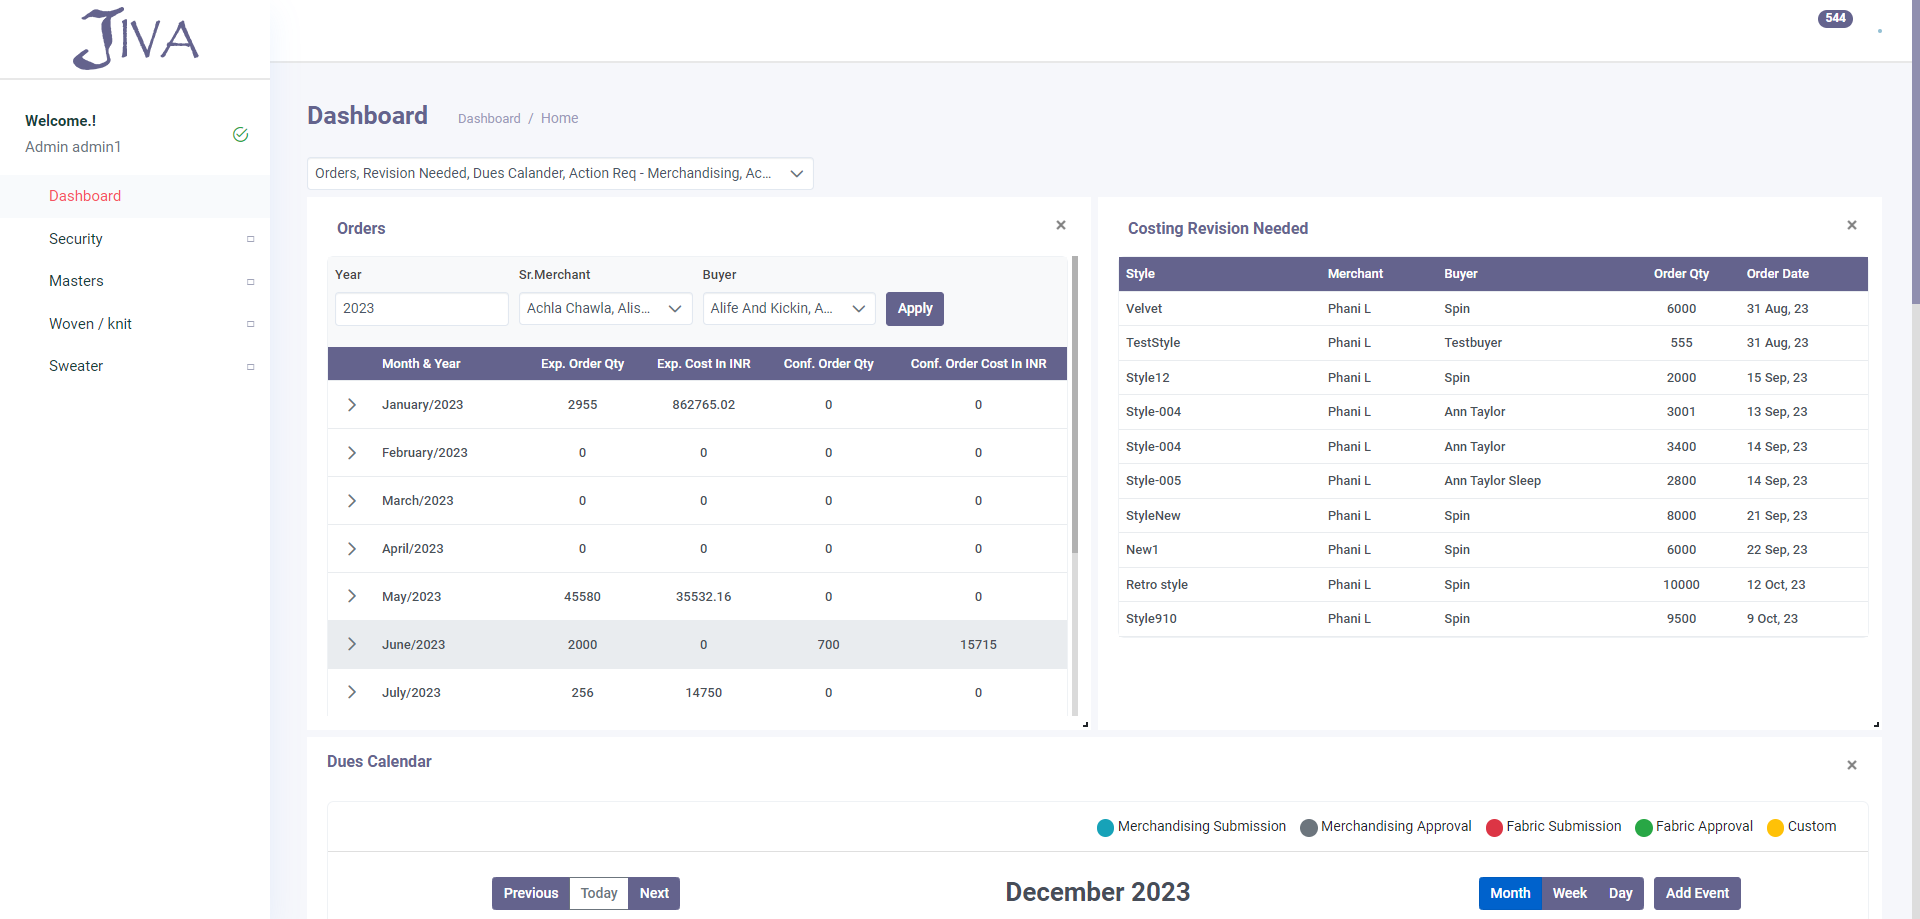 JIVA
544
Welcome.!
Admin admin1
Dashboard
Security
Masters
Woven / knit
Sweater
Dashboard
Dashboard / Home
Orders, Revision Needed, Dues Calander, Action Req - Merchandising, Ac...
Orders
Year Sr.Merchant Buyer
2023 Achla Chawla, Alis... Alife And Kickin, A... Apply
Month & Year Exp. Order Qty Exp. Cost In INR Conf. Order Qty Conf. Order Cost In INR
January/2023 2955 862765.02 0 0
February/2023 0 0 0 0
March/2023 0 0 0 0
April/2023 0 0 0 0
May/2023 45580 35532.16 0 0
June/2023 2000 0 700 15715
July/2023 256 14750 0 0
Costing Revision Needed
Style Merchant Buyer Order Qty Order Date
Velvet Phani L Spin 6000 31 Aug, 23
TestStyle Phani L Testbuyer 555 31 Aug, 23
Style12 Phani L Spin 2000 15 Sep, 23
Style-004 Phani L Ann Taylor 3001 13 Sep, 23
Style-004 Phani L Ann Taylor 3400 14 Sep, 23
Style-005 Phani L Ann Taylor Sleep 2800 14 Sep, 23
StyleNew Phani L Spin 8000 21 Sep, 23
New1 Phani L Spin 6000 22 Sep, 23
Retro style Phani L Spin 10000 12 Oct, 23
Style910 Phani L Spin 9500 9 Oct, 23
Dues Calendar
Merchandising Submission Merchandising Approval Fabric Submission Fabric Approval Custom
Previous Today Next December 2023 Month Week Day Add Event